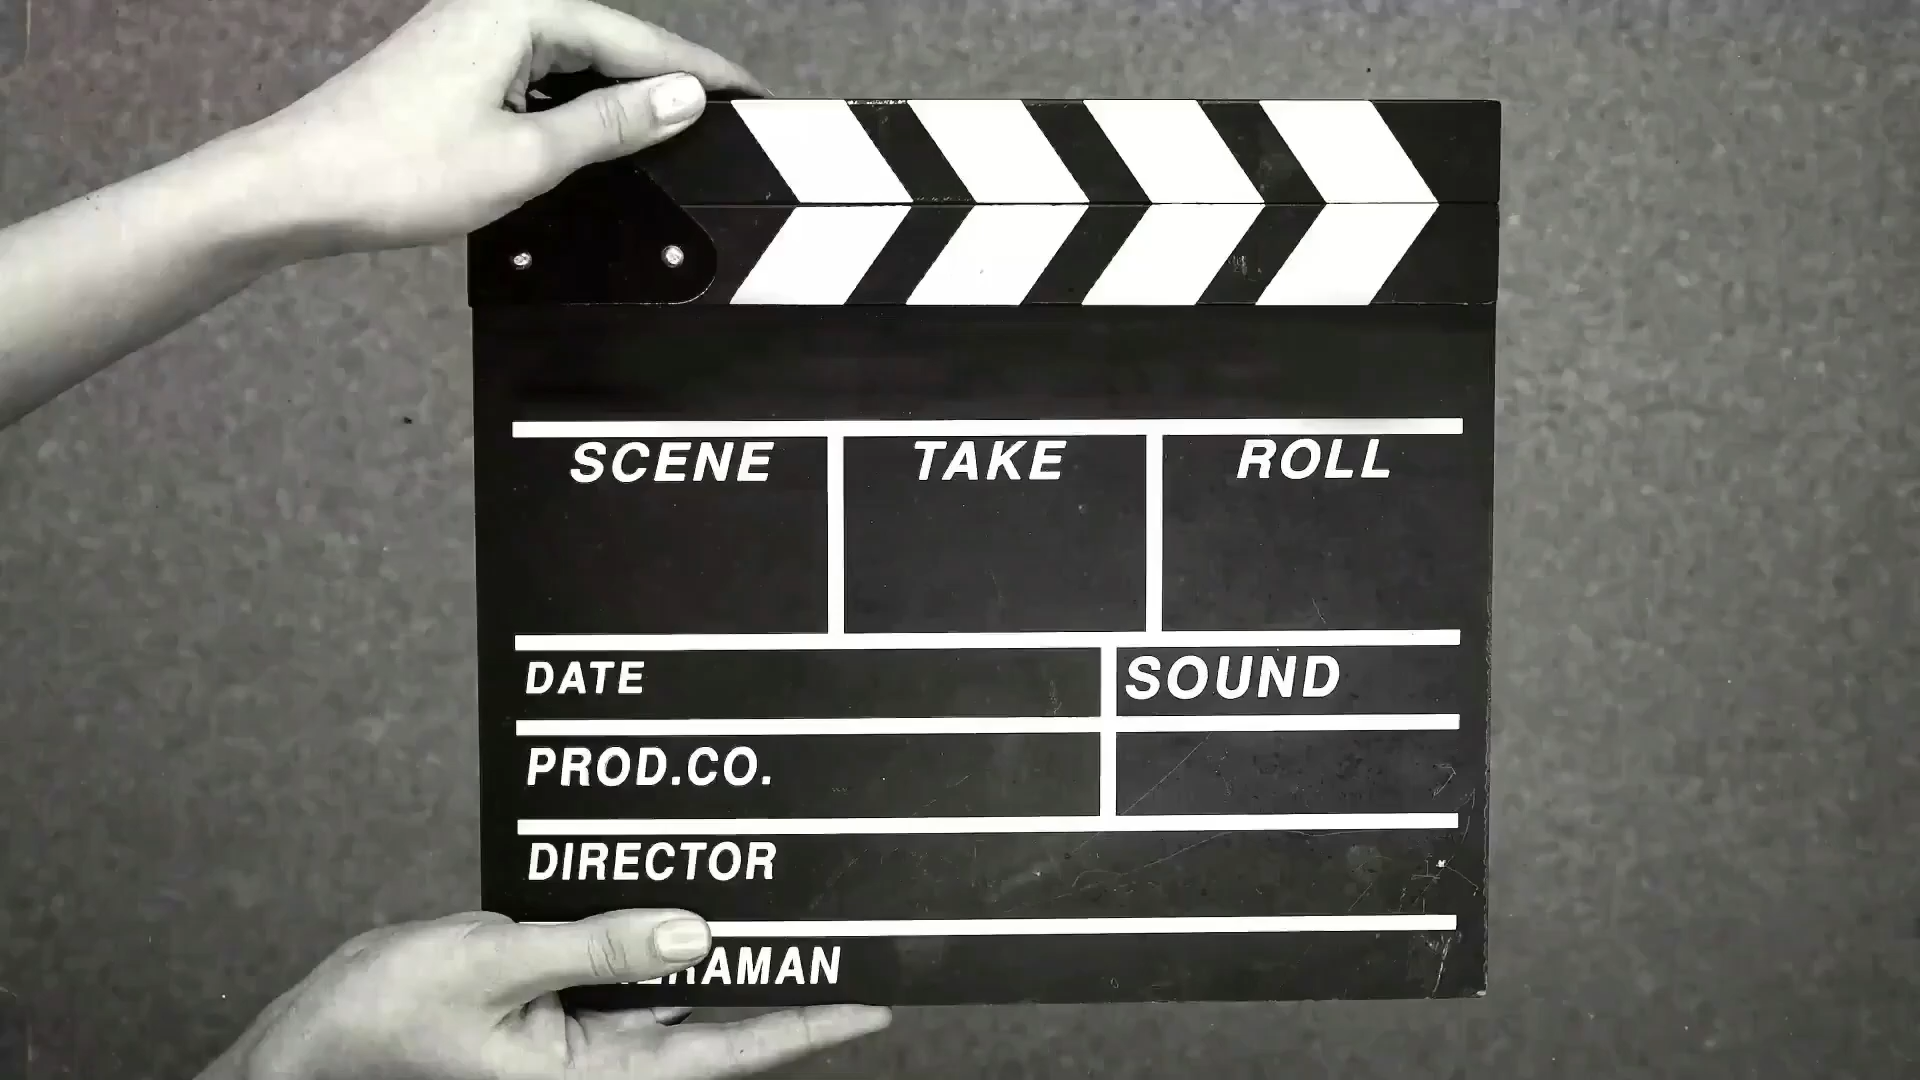 SCENE TAKE ROLL
DATE SOUND
PROD.CO.
DIRECTOR